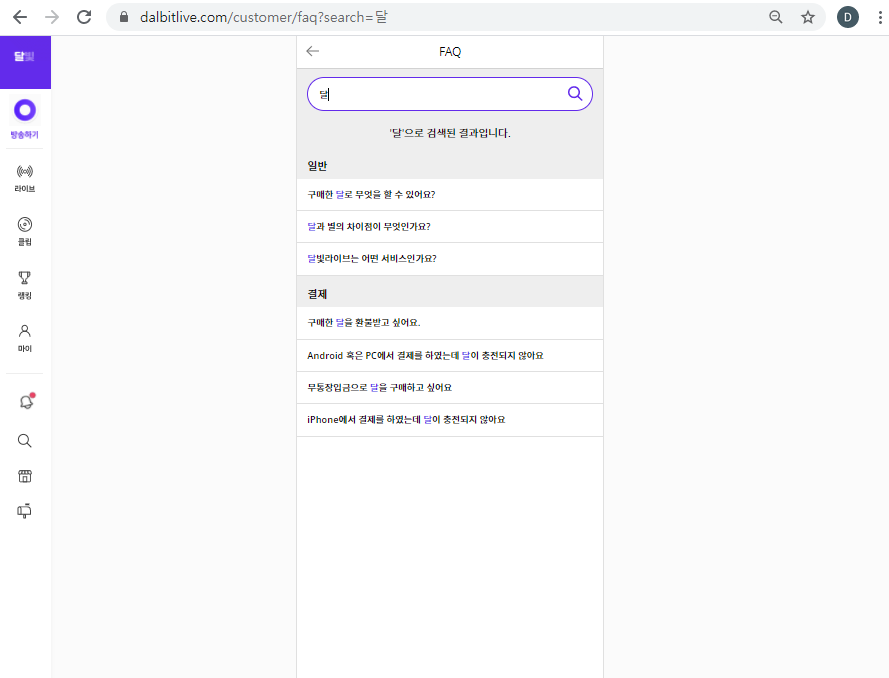 dalbitlive.com/customer/faq?search=달
D
달빛
방송하기
라이브
클립
랭킹
마이
FAQ
달
'달'으로 검색된 결과입니다.
일반
구매한 달로 무엇을 할 수 있어요?
달과 별의 차이점이 무엇인가요?
달빛라이브는 어떤 서비스인가요?
결제
구매한 달을 환불받고 싶어요.
Android 혹은 PC에서 결제를 하였는데 달이 충전되지 않아요
무통장입금으로 달을 구매하고 싶어요
iPhone에서 결제를 하였는데 달이 충전되지 않아요